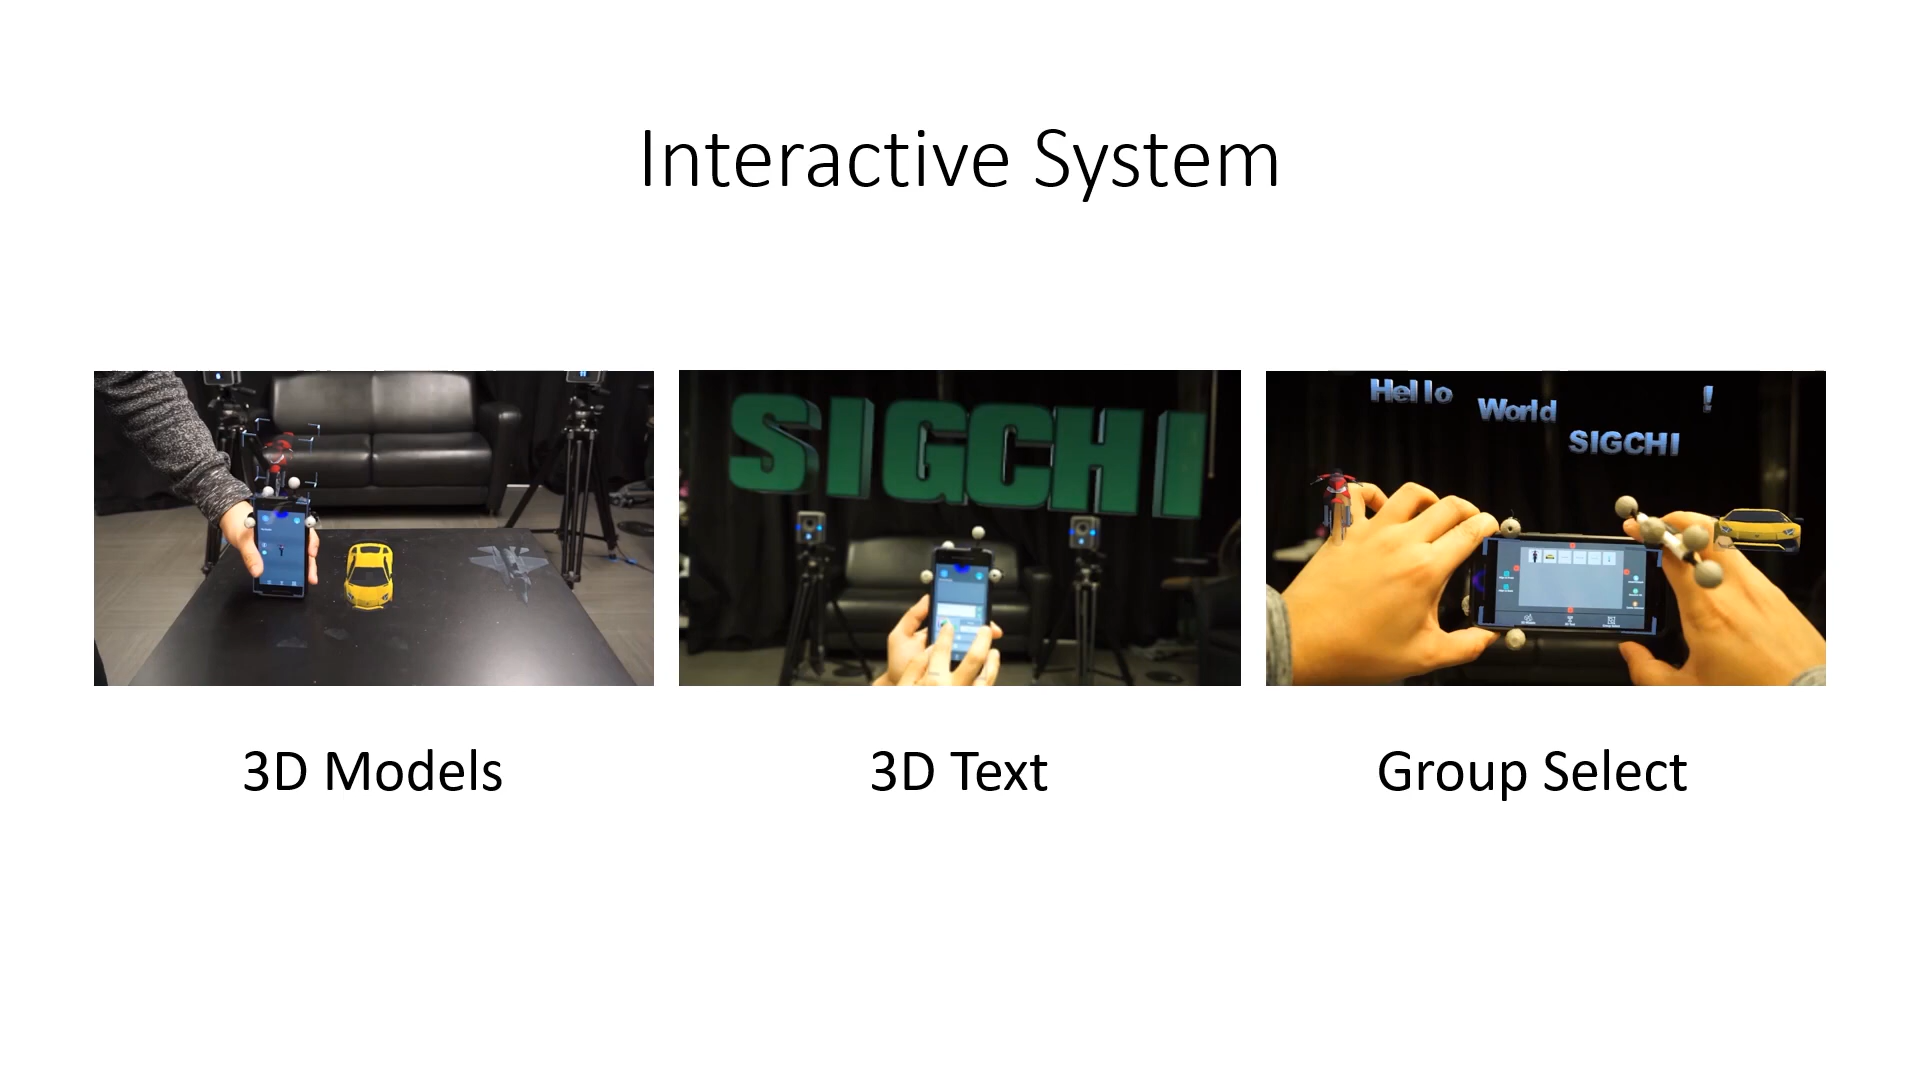 Interactive System
SIGCHI
Hello
World
!
SIGCHI
3D Models
3D Text
Group Select